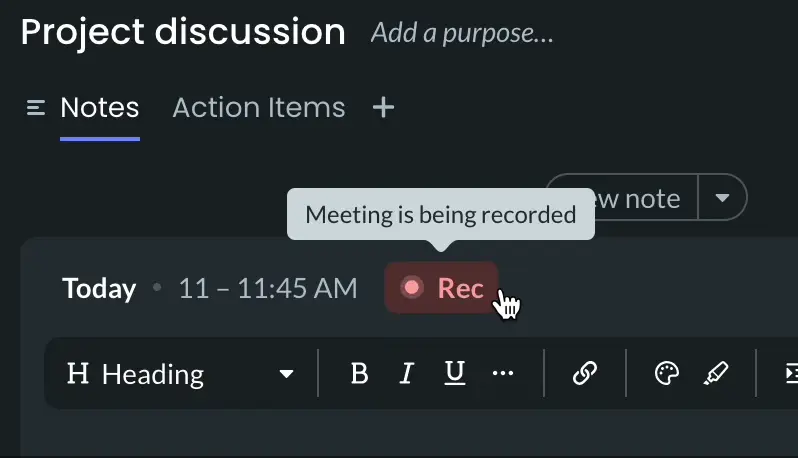 Project discussion Add a purpose...
Notes Action Items +
ew note
Meeting is being recorded
Today • 11 – 11:45 AM Rec
H Heading B I U ...